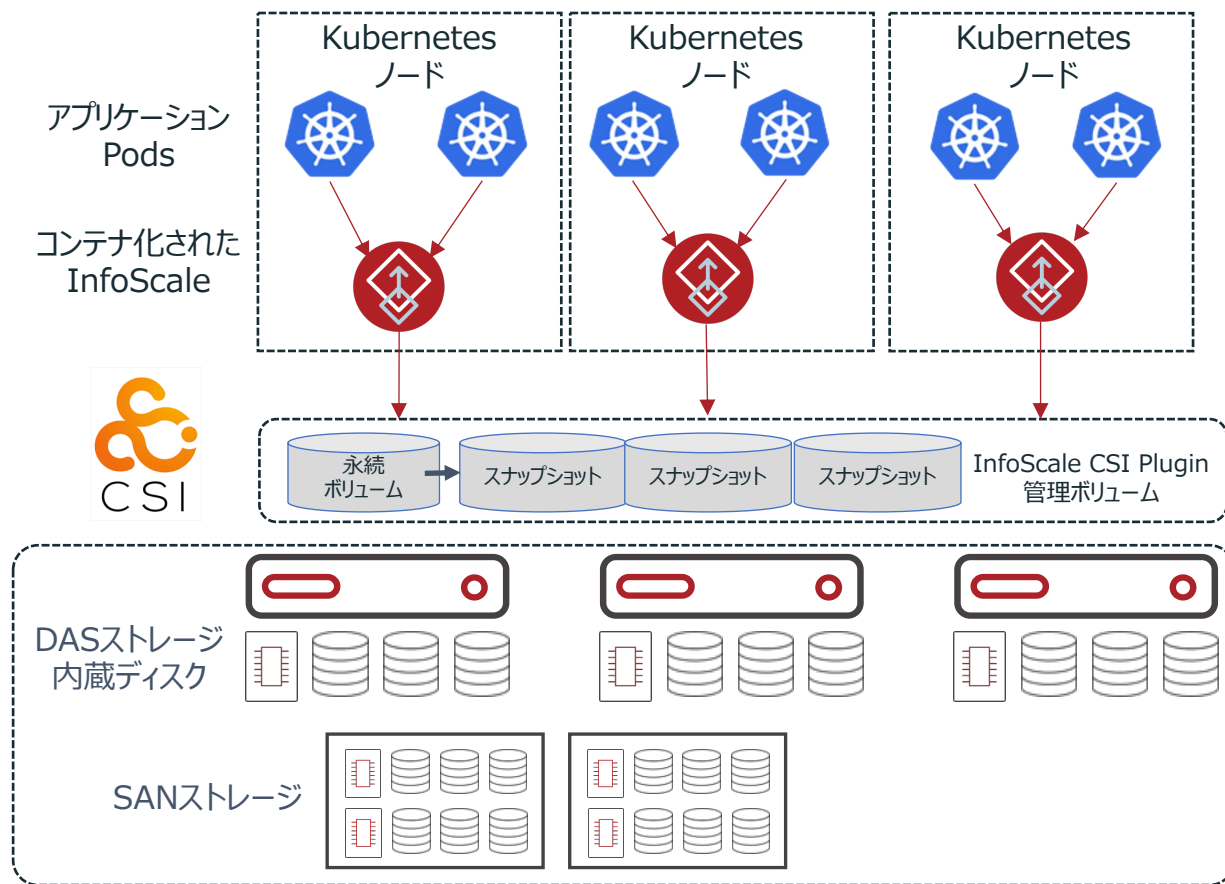 Kubernetes
ノード
Kubernetes
ノード
Kubernetes
ノード
アプリケーション
Pods
コンテナ化された
InfoScale
CSI
永続
ボリューム
スナップショット
スナップショット
スナップショット
InfoScale CSI Plugin
管理ボリューム
DASストレージ
内蔵ディスク
SANストレージ